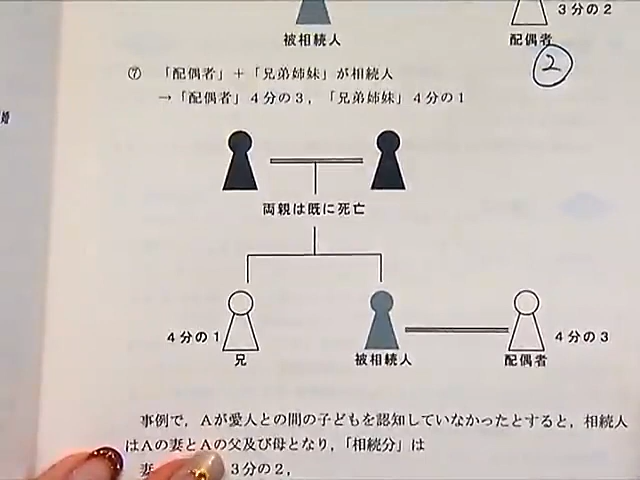 3分の2
被相続人
配偶者
2
⑦ 「配偶者」+「兄弟姉妹」が相続人
→「配偶者」4分の3,「兄弟姉妹」4分の1
両親は既に死亡
4分の1
4分の3
兄
被相続人
配偶者
事例で,Aが愛人との間の子どもを認知していなかったとすると,相続人
はAの妻とAの父及び母となり,「相続分」は
妻 3分の2,